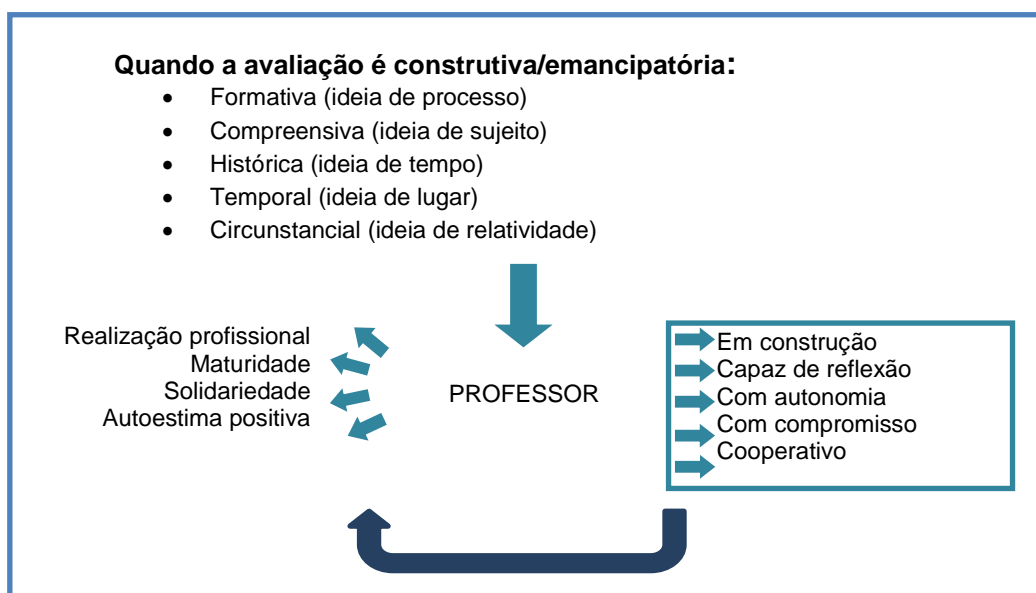 Quando a avaliação é construtiva/emancipatória:
• Formativa (ideia de processo)
• Compreensiva (ideia de sujeito)
• Histórica (ideia de tempo)
• Temporal (ideia de lugar)
• Circunstancial (ideia de relatividade)
Realização profissional
Maturidade
Solidariedade
Autoestima positiva
PROFESSOR
Em construção
Capaz de reflexão
Com autonomia
Com compromisso
Cooperativo